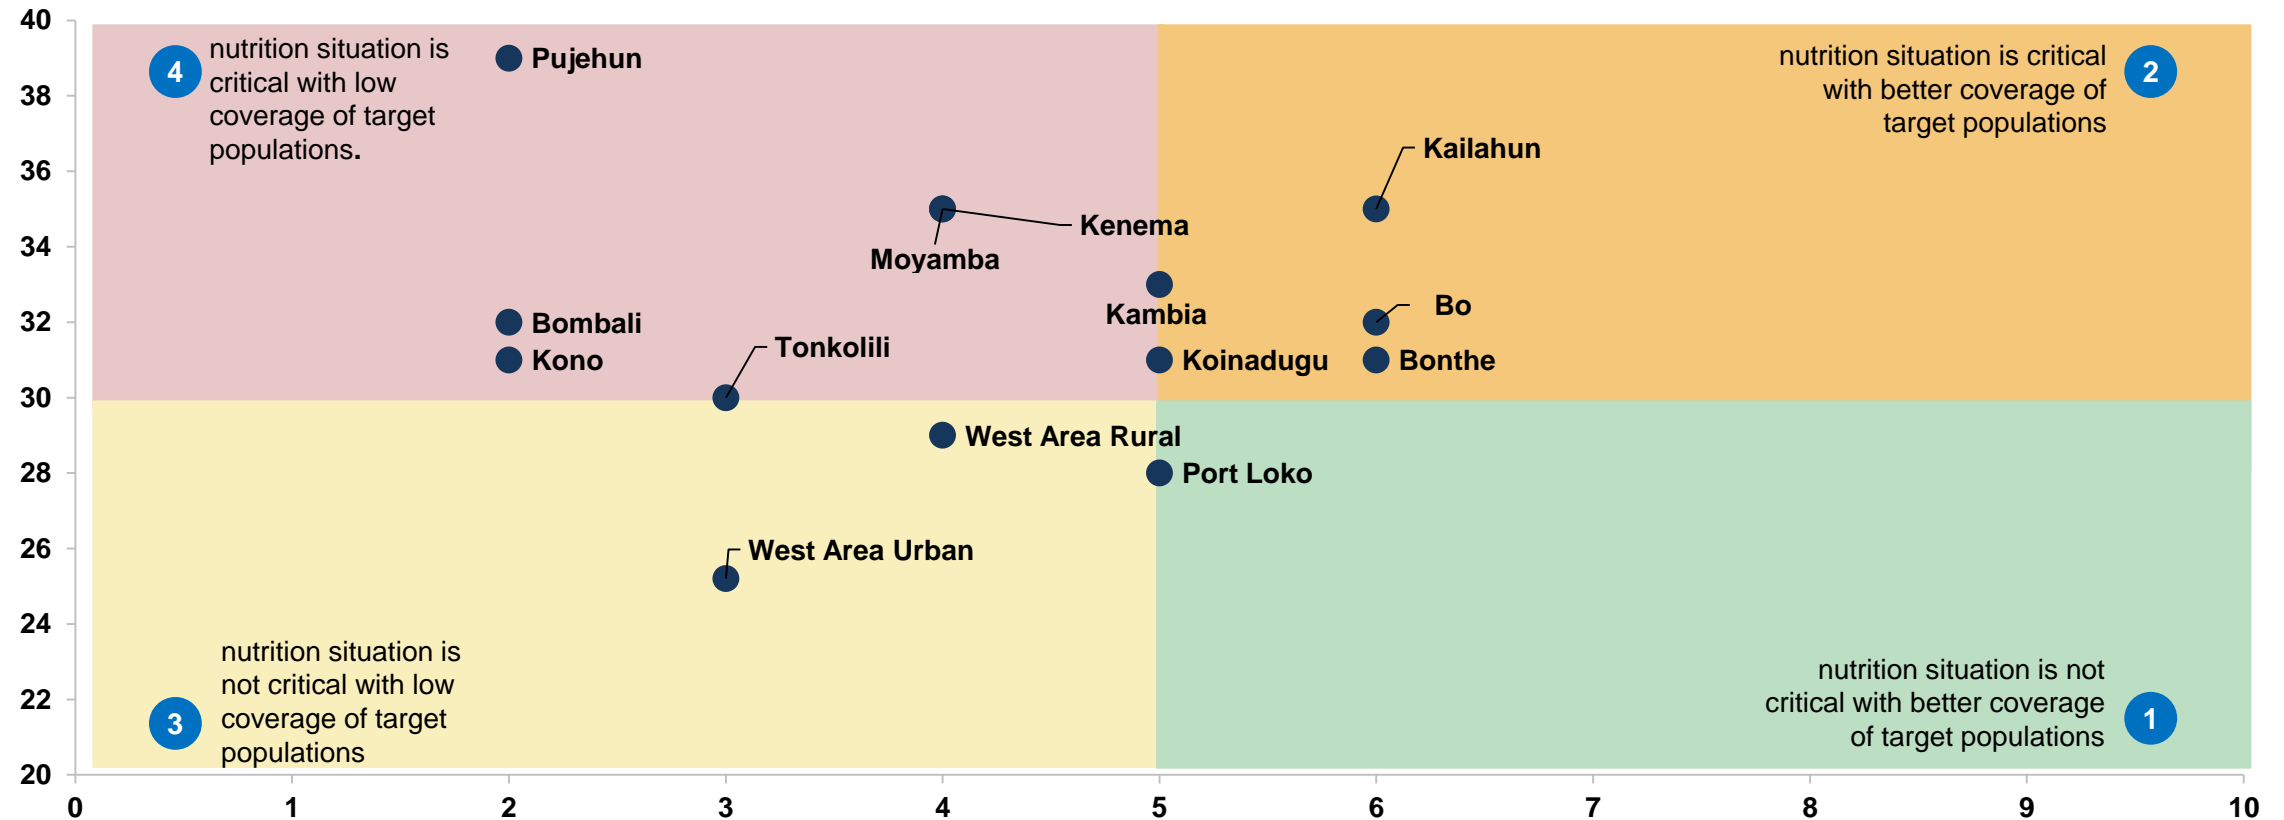 40
38
36
34
32
30
28
26
24
22
20
4
nutrition situation is
critical with low
coverage of target
populations.
Pujehun
nutrition situation is critical
with better coverage of
target populations
2
Kailahun
Kenema
Moyamba
Kambia
Bo
Bombali
Tonkolili
Kono
Koinadugu
Bonthe
West Area Rural
Port Loko
West Area Urban
3
nutrition situation is
not critical with low
coverage of target
populations
nutrition situation is not
critical with better coverage
of target populations
1
0
1
2
3
4
5
6
7
8
9
10